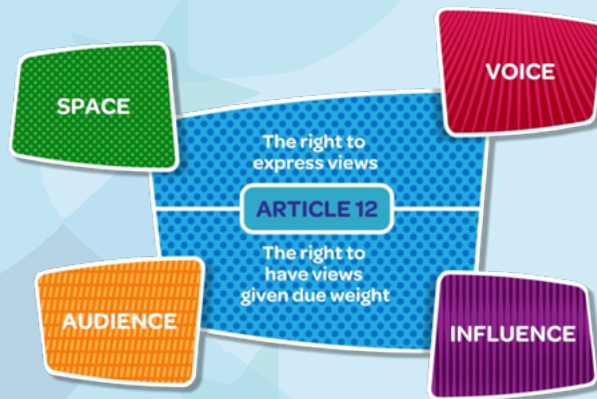 SPACE
VOICE
The right to
express views
ARTICLE 12
The right to
have views
given due weight
AUDIENCE
INFLUENCE